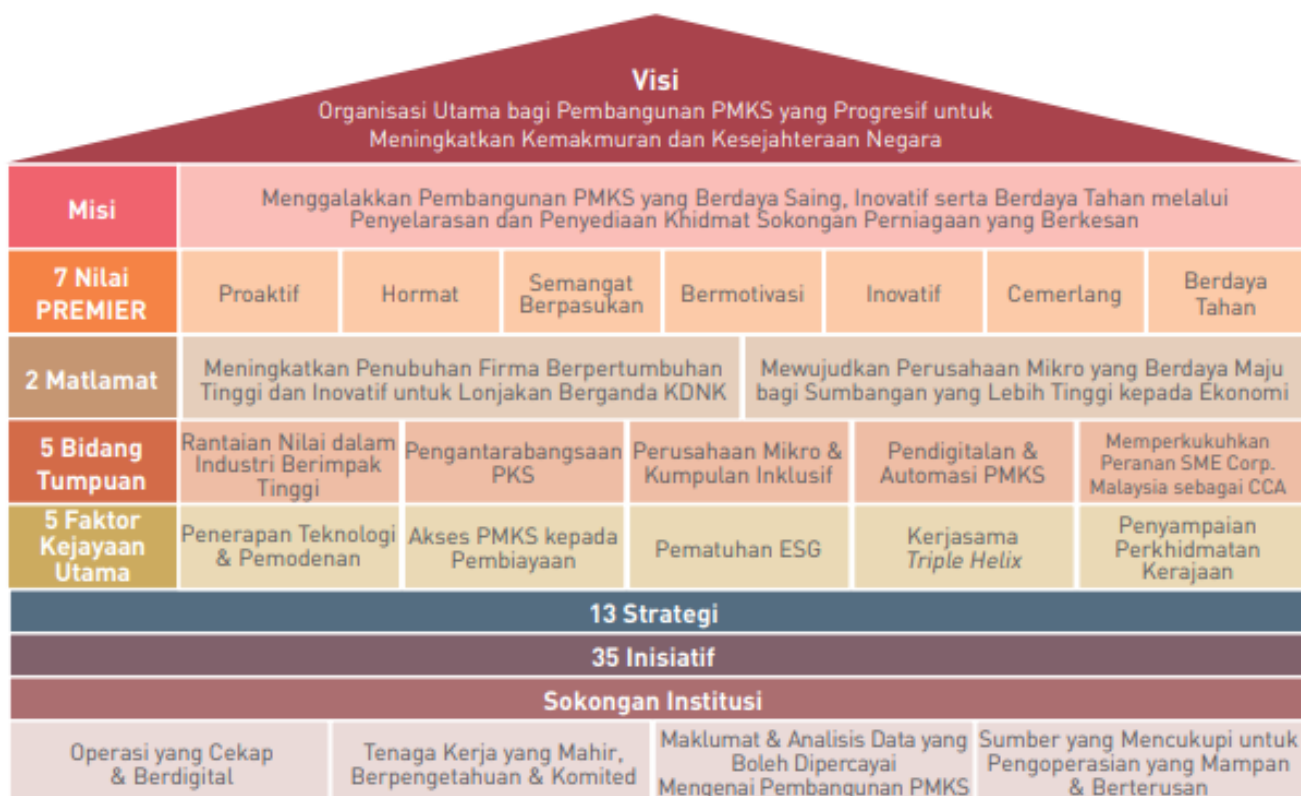 Visi
Organisasi Utama bagi Pembangunan PMKS yang Progresif untuk
Meningkatkan Kemakmuran dan Kesejahteraan Negara
Misi
Menggalakkan Pembangunan PMKS yang Berdaya Saing, Inovatif serta Berdaya Tahan melalui
Penyelarasan dan Penyediaan Khidmat Sokongan Perniagaan yang Berkesan
7 Nilai
PREMIER
Proaktif
Hormat
Semangat
Berpasukan
Bermotivasi
Inovatif
Cemerlang
Berdaya
Tahan
2 Matlamat
Meningkatkan Penubuhan Firma Berpertumbuhan
Tinggi dan Inovatif untuk Lonjakan Berganda KDNK
Mewujudkan Perusahaan Mikro yang Berdaya Maju
bagi Sumbangan yang Lebih Tinggi kepada Ekonomi
5 Bidang
Tumpuan
Rantaian Nilai dalam
Industri Berimpak
Tinggi
Pengantarabangsaan
PKS
Perusahaan Mikro &
Kumpulan Inklusif
Pendigitalan &
Automasi PMKS
Memperkukuhkan
Peranan SME Corp.
Malaysia sebagai CCA
5 Faktor
Kejayaan
Utama
Penerapan Teknologi
& Pemodenan
Akses PMKS kepada
Pembiayaan
Pematuhan ESG
Kerjasama
Triple Helix
Penyampaian
Perkhidmatan
Kerajaan
13 Strategi
35 Inisiatif
Sokongan Institusi
Operasi yang Cekap
& Berdigital
Tenaga Kerja yang Mahir,
Berpengetahuan & Komited
Maklumat & Analisis Data yang
Boleh Dipercayai
Mengenai Pembangunan PMKS
Sumber yang Mencukupi untuk
Pengoperasian yang Mampan
& Berterusan